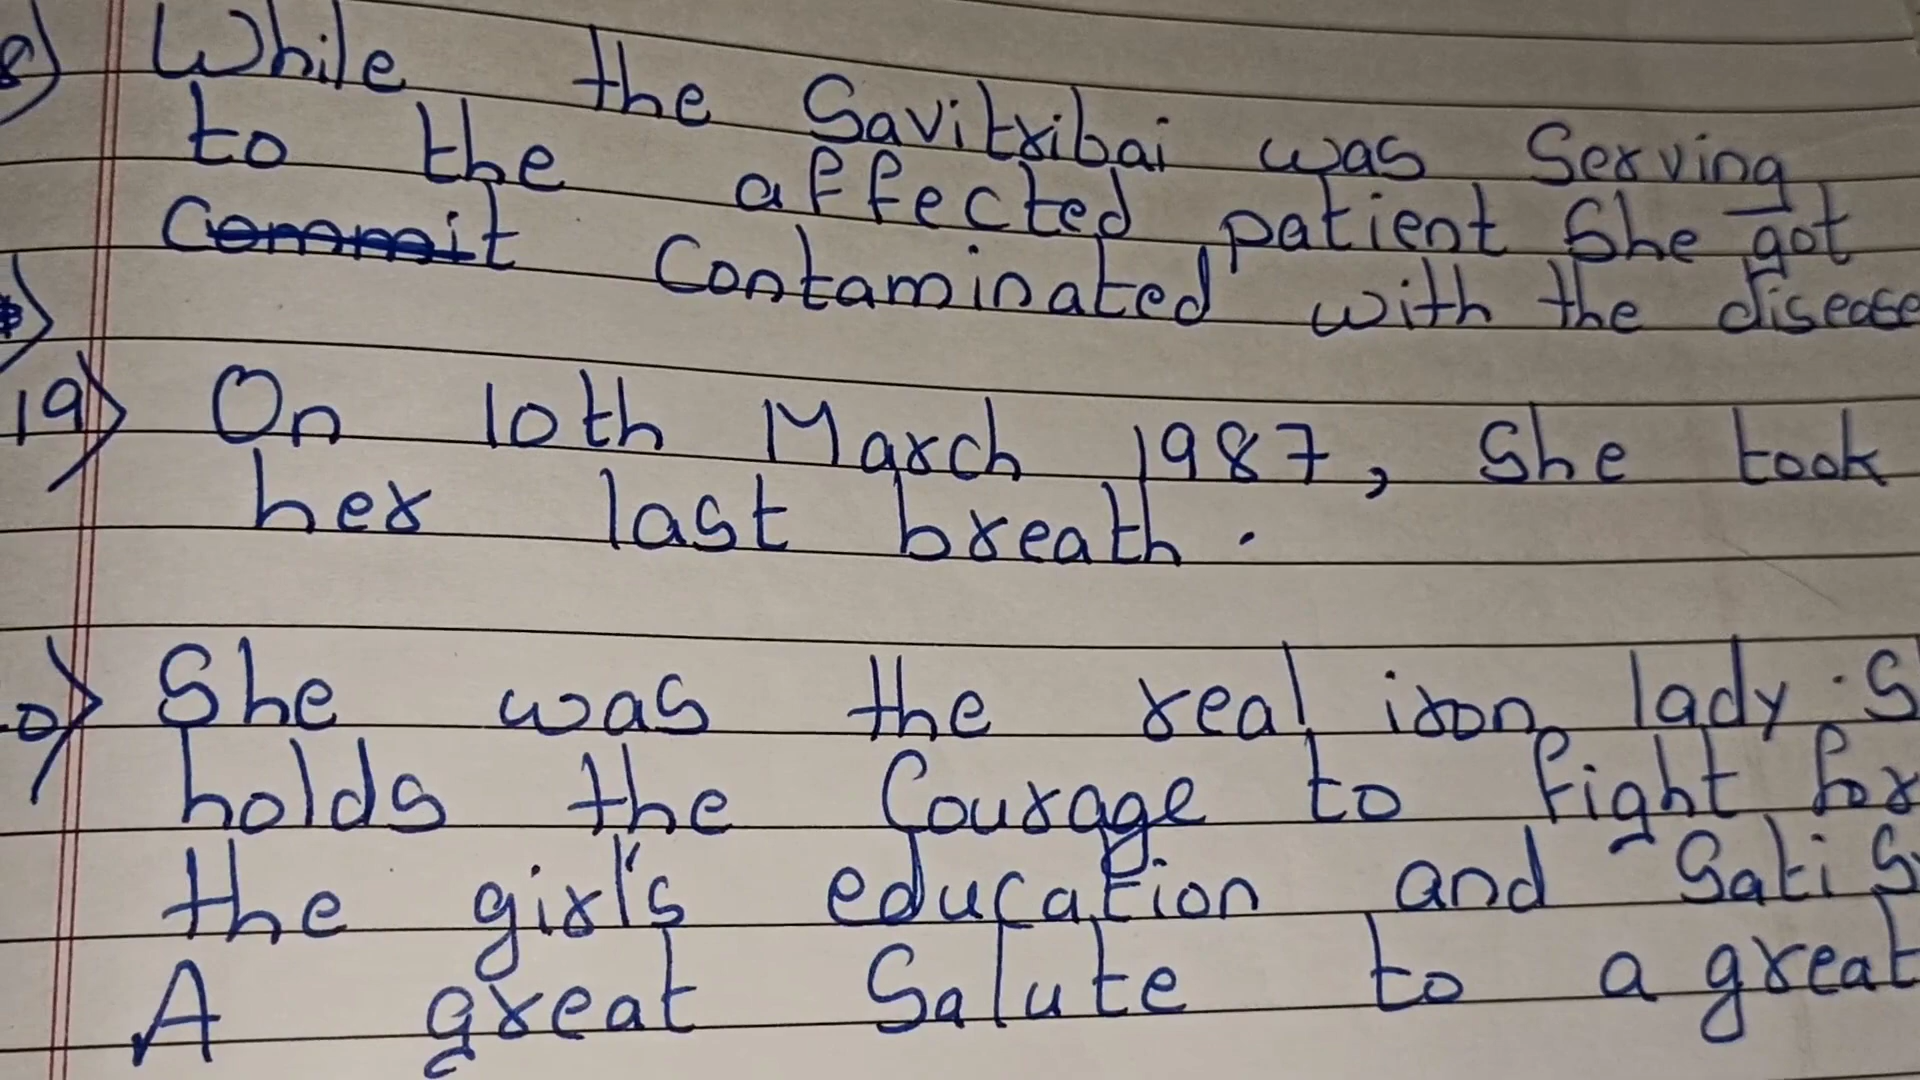 8) While the Savitribai was Serving
to the affected patient She got
Commit Contaminated with the disease
19) On 10th March 1987, She took
her last breath.
0) She was the real iron lady. S
holds the Courage to fight for
the girl's education and Sati S
A great Salute to a great